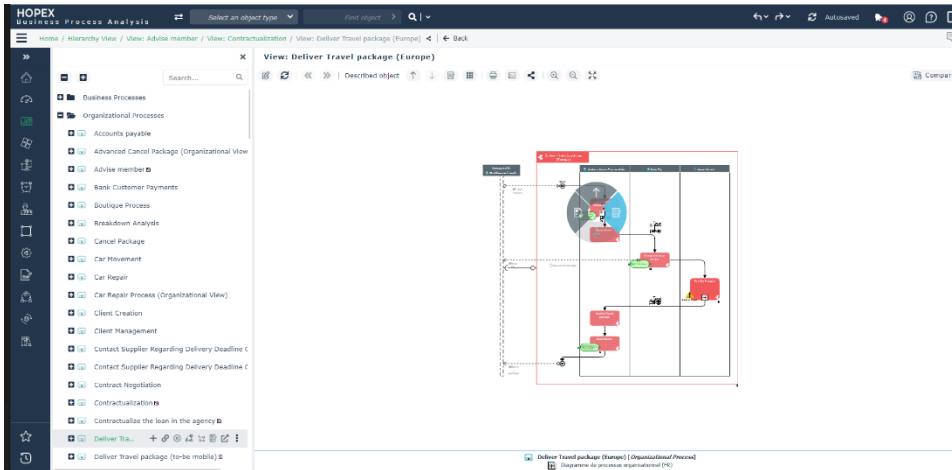 HOPEX
Business Process Analysis
Select an object type
Find object
Autosaved
Home / Hierarchy View / View: Advise member / View: Contractualization / View: Deliver Travel package (Europe)
Back
View: Deliver Travel package (Europe)
Search...
Described object
Compar
Business Processes
Organizational Processes
Accounts payable
Advanced Cancel Package (Organizational View
Advise member
Bank Customer Payments
Boutique Process
Breakdown Analysis
Cancel Package
Car Movement
Car Repair
Car Repair Process (Organizational View)
Client Creation
Client Management
Contact Supplier Regarding Delivery Deadline C
Contact Supplier Regarding Delivery Deadline C
Contract Negotiation
Contractualization
Contractualize the loan in the agency
Deliver Tra...
Deliver Travel package (to-be mobile)
Deliver Travel package (Europe) [Organizational Process]
Diagramme de processus organisationnel (FR)